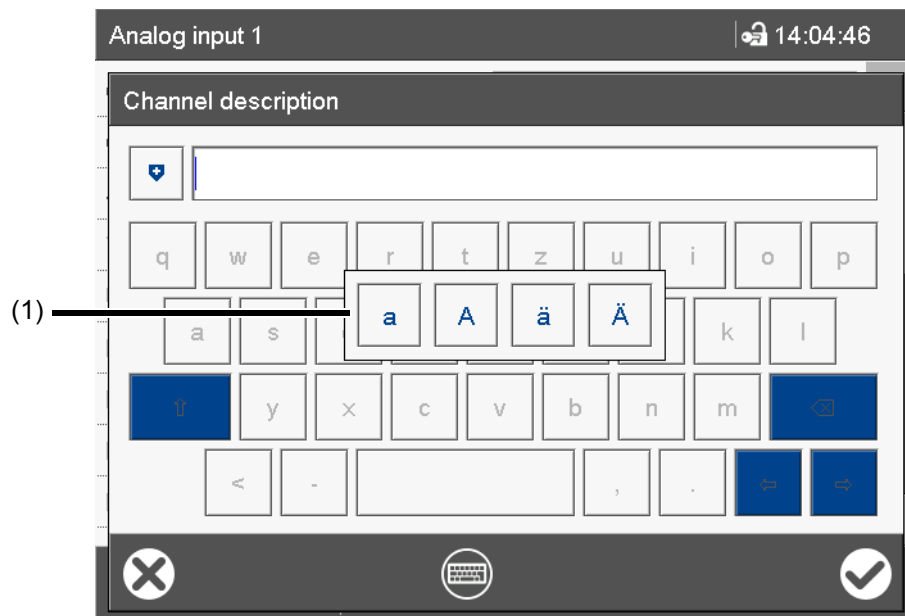 Analog input 1 14:04:46
Channel description
q w e r t z u i o p
(1) a s a A ä Ä k l
y x c v b n m
< - , .